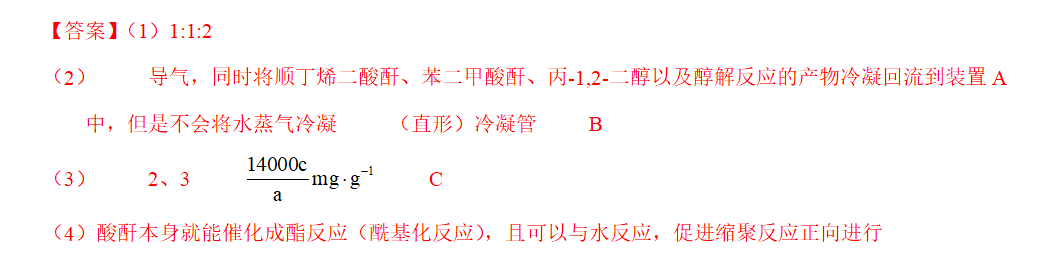 【答案】（1）1:1:2
（2） 导气，同时将顺丁烯二酸酐、苯二甲酸酐、丙-1,2-二醇以及醇解反应的产物冷凝回流到装置 A
中，但是不会将水蒸气冷凝 （直形）冷凝管 B
（3） 2、3 $\frac{14000c}{a}$mg·g⁻¹ C
（4）酸酐本身就能催化成酯反应（酰基化反应），且可以与水反应，促进缩聚反应正向进行